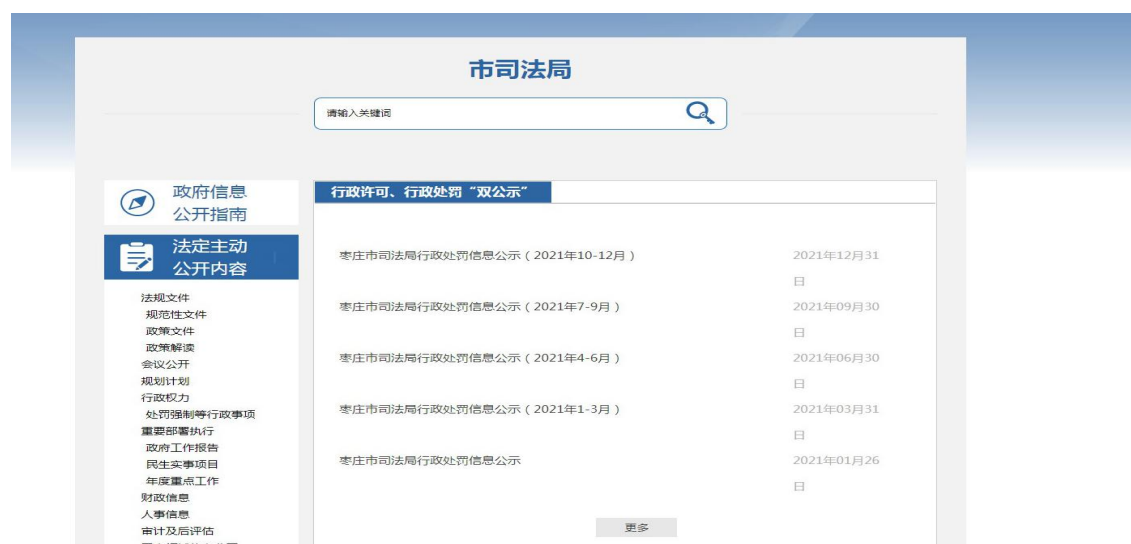 市司法局
请输入关键词
政府信息
公开指南
法定主动
公开内容
法规文件
规范性文件
政策文件
政策解读
会议公开
规划计划
行政权力
处罚强制等行政事项
重要部署执行
政府工作报告
民生实事项目
年度重点工作
财政信息
人事信息
审计及后评估
行政许可、行政处罚“双公示”
枣庄市司法局行政处罚信息公示（2021年10-12月）
2021年12月31
日
枣庄市司法局行政处罚信息公示（2021年7-9月）
2021年09月30
日
枣庄市司法局行政处罚信息公示（2021年4-6月）
2021年06月30
日
枣庄市司法局行政处罚信息公示（2021年1-3月）
2021年03月31
日
枣庄市司法局行政处罚信息公示
2021年01月26
日
更多